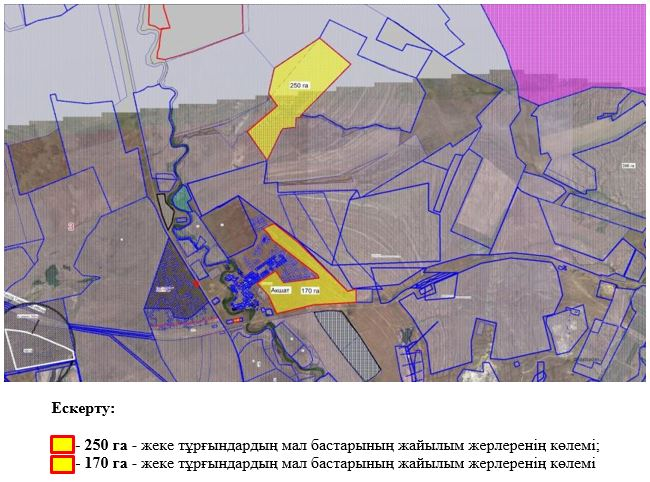 250 га
Ақшат 170 га
Ескерту:
- 250 га - жеке тұрғындардың мал бастарының жайылым жерлеренің көлемі;
- 170 га - жеке тұрғындардың мал бастарының жайылым жерлеренің көлемі